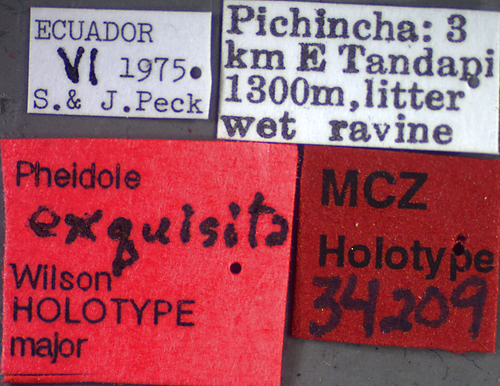 ECUADOR
VI 1975.
S.& J.Peck
Pichincha: 3
km E Tandapi
1300m, litter
wet ravine
Pheidole
exquisita
Wilson
HOLOTYPE
major
MCZ
Holotype
34209